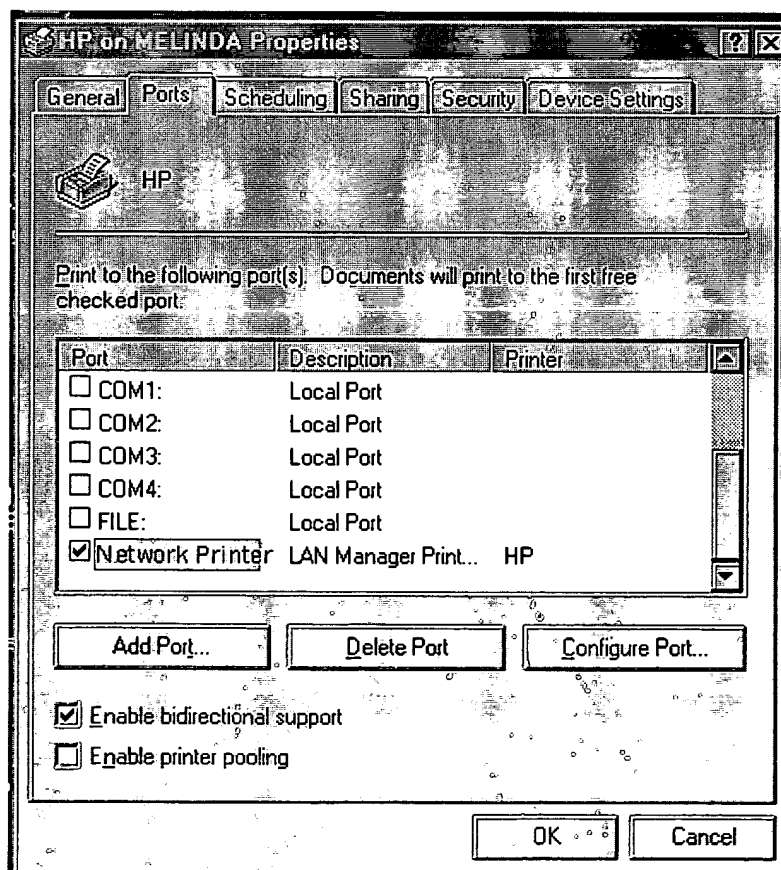 HP on MELINDA Properties
General Ports Scheduling Sharing Security Device Settings
HP
Print to the following port(s). Documents will print to the first free
checked port.
Port Description Printer
COM1: Local Port
COM2: Local Port
COM3: Local Port
COM4: Local Port
FILE: Local Port
Network Printer LAN Manager Print... HP
Add Port... Delete Port Configure Port...
Enable bidirectional support
Enable printer pooling
OK Cancel